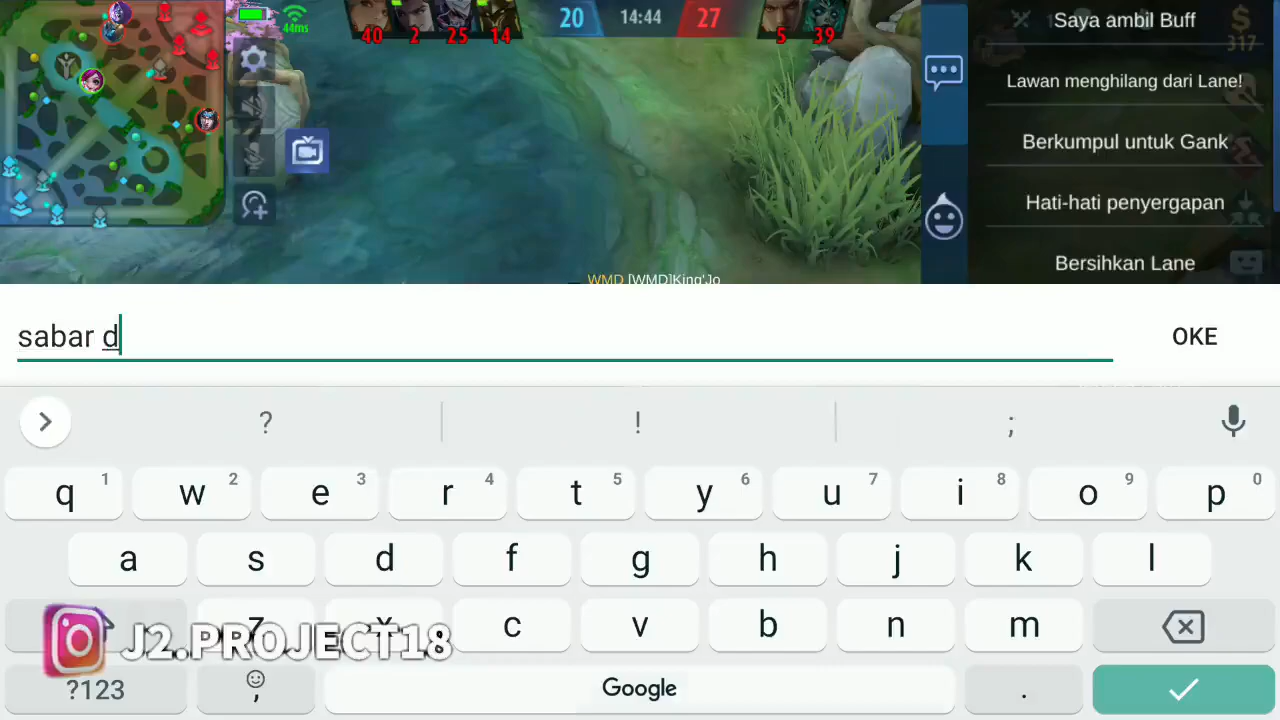 44ms
40 2 25 14
20 14:44 27
5 39
317
Saya ambil Buff
Lawan menghilang dari Lane!
Berkumpul untuk Gank
Hati-hati penyergapan
Bersihkan Lane
WMD [WMD]King'Jo
sabar d
OKE
? ! ;
q 1 w 2 e 3 r 4 t 5 y 6 u 7 i 8 o 9 p 0
a s d f g h j k l
z x c v b n m
J2.PROJECT18
?123 , Google .